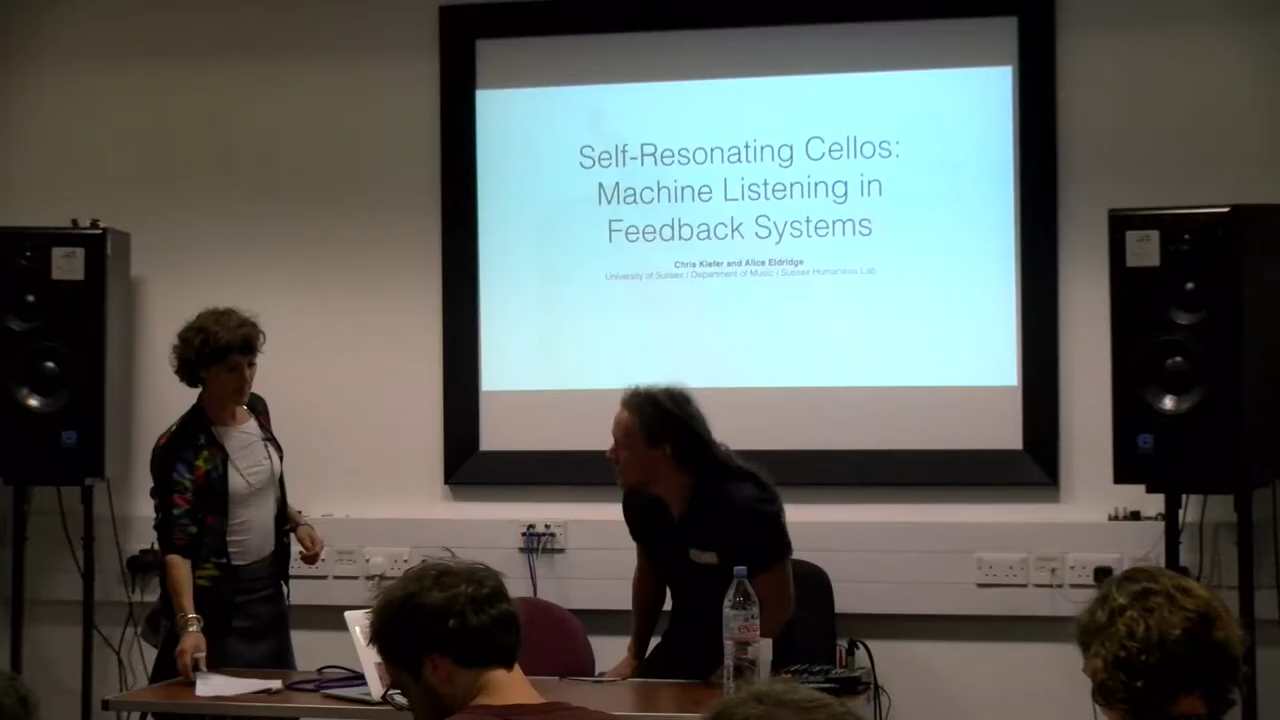 Self-Resonating Cellos:
Machine Listening in
Feedback Systems
Chris Kiefer and Alice Eldridge
University of Sussex / Department of Music / Sussex Humanities Lab